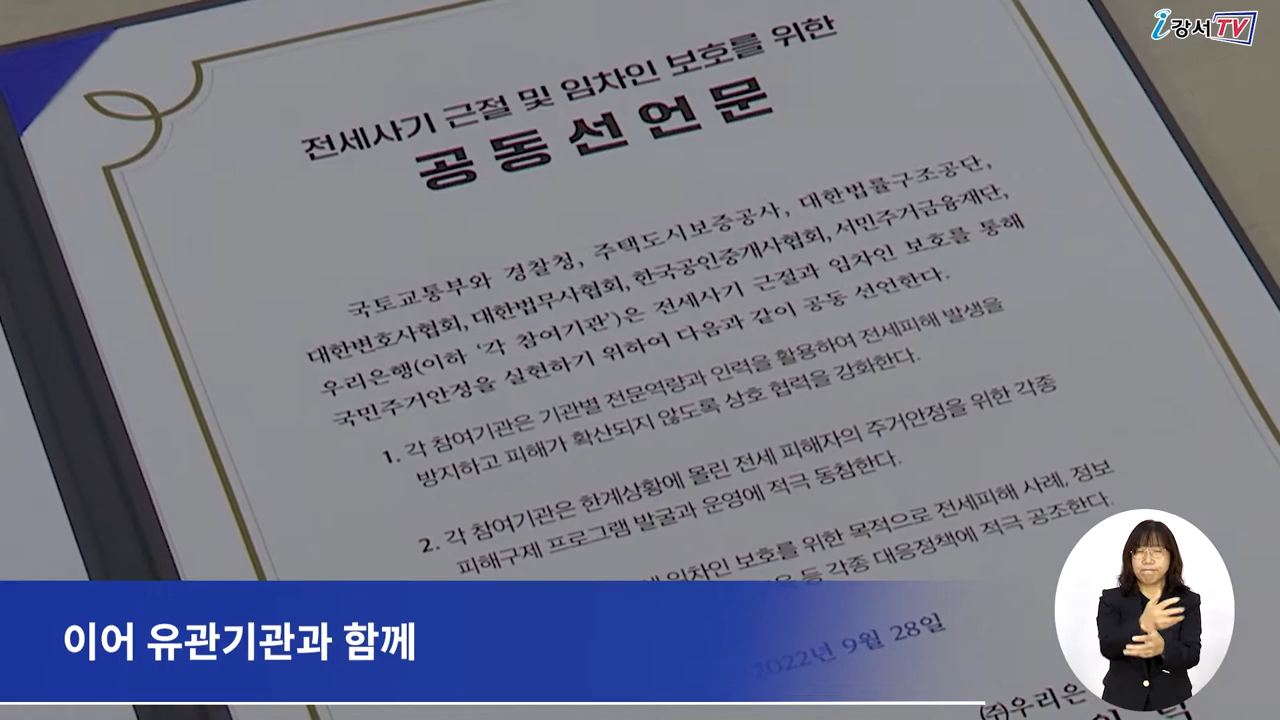 i강서TV
전세사기 근절 및 임차인 보호를 위한
공동선언문
국토교통부와 경찰청, 주택도시보증공사, 대한법률구조공단,
대한변호사협회, 대한법무사협회, 한국공인중개사협회, 서민주거금융재단,
우리은행(이하 ‘각 참여기관’)은 전세사기 근절과 임차인 보호를 통해
국민주거안정을 실현하기 위하여 다음과 같이 공동 선언한다.
1. 각 참여기관은 기관별 전문역량과 인력을 활용하여 전세피해 발생을
방지하고 피해가 확산되지 않도록 상호 협력을 강화한다.
2. 각 참여기관은 한계상황에 몰린 전세 피해자의 주거안정을 위한 각종
피해구제 프로그램 발굴과 운영에 적극 동참한다.
임차인 보호를 위한 목적으로 전세피해 사례, 정보
등 각종 대응정책에 적극 공조한다.
2022년 9월 28일
(주)우리은
이어 유관기관과 함께